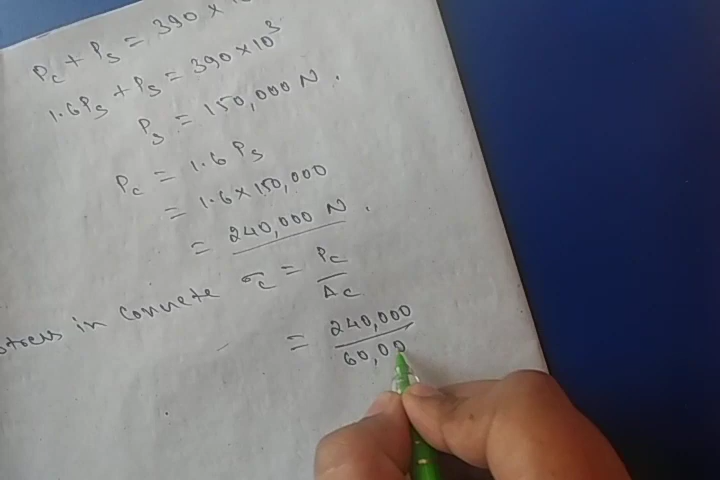 Pc + Ps = 390 ×
1.6Ps + Ps = 390 × 10³
Ps = 150,000 N.
Pc = 1.6 Ps
= 1.6 × 150,000
= 240,000 N.
stress in concrete σc = Pc/Ac
= 240,000/60,00